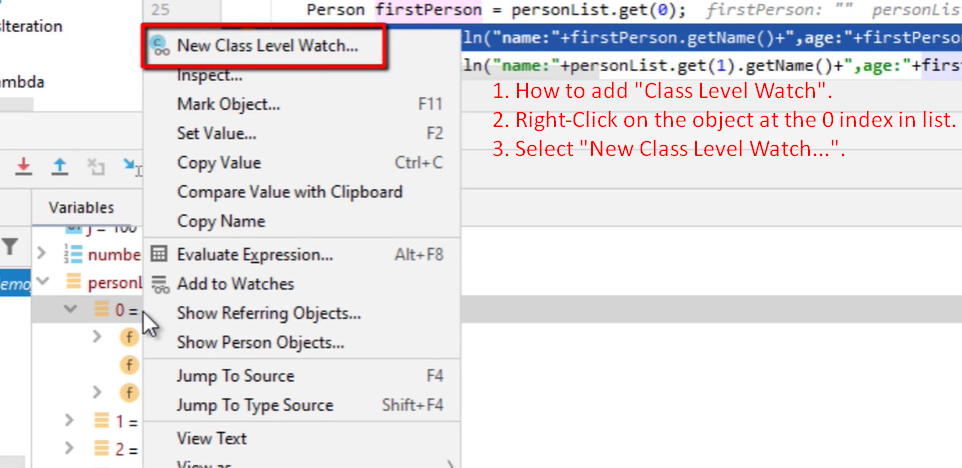 sIteration
ambda
25 Person firstPerson = personList.get(0); firstPerson: "" personLis
ln("name:"+firstPerson.getName()+",age:"+firstPerso
ln("name:"+personList.get(1).getName()+",age:"+firs
New Class Level Watch...
Inspect...
Mark Object... F11
Set Value... F2
Copy Value Ctrl+C
Compare Value with Clipboard
Copy Name
Evaluate Expression... Alt+F8
Add to Watches
Show Referring Objects...
Show Person Objects...
Jump To Source F4
Jump To Type Source Shift+F4
View Text
View as
1. How to add "Class Level Watch".
2. Right-Click on the object at the 0 index in list.
3. Select "New Class Level Watch...".
Variables
j = 100
numbe
demo
personL
0 =
f
f
f
1 =
2 =